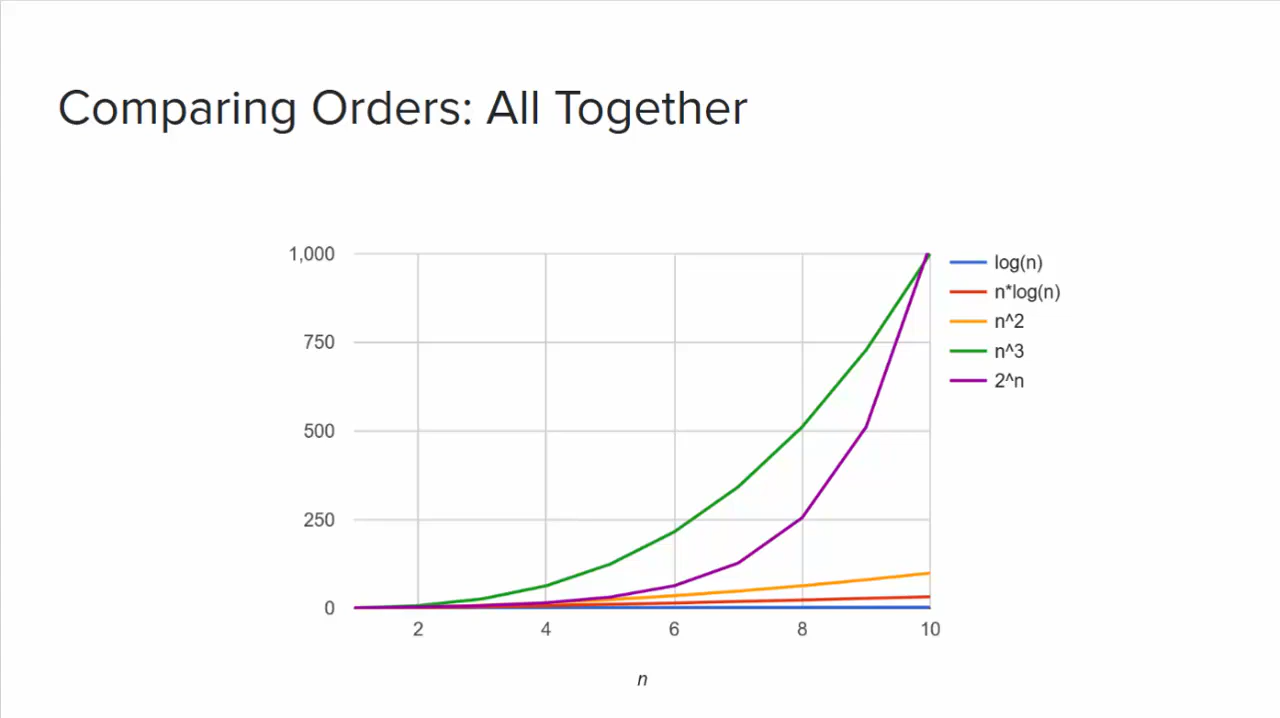 Comparing Orders: All Together
1,000
750
500
250
0
2 4 6 8 10
n
log(n)
n*log(n)
n^2
n^3
2^n